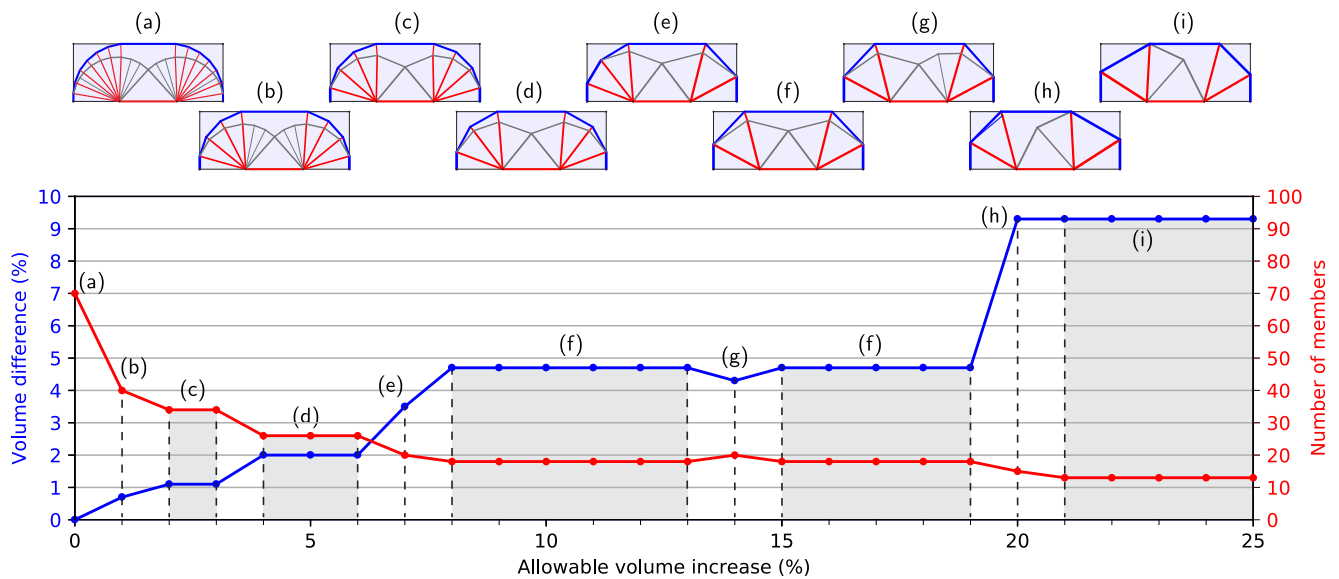 (a) (c) (e) (g) (i)
(b) (d) (f) (h)
10
9
8
7
6
5
4
3
2
1
0
Volume difference (%)
100
90
80
70
60
50
40
30
20
10
0
Number of members
(a)
(b)
(c)
(d)
(e)
(f)
(g)
(f)
(h)
(i)
0 5 10 15 20 25
Allowable volume increase (%)